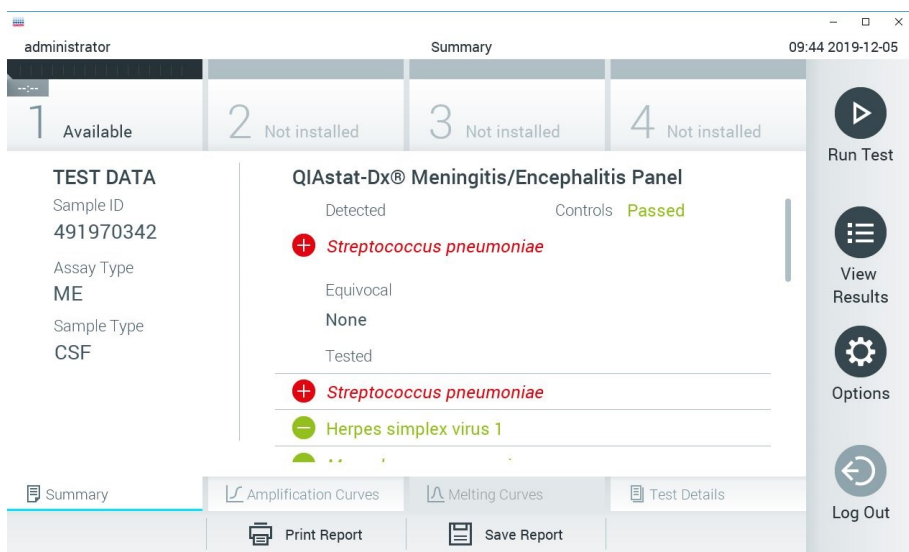 administrator Summary 09:44 2019-12-05
--:--
1 Available 2 Not installed 3 Not installed 4 Not installed
Run Test
TEST DATA QIAstat-Dx® Meningitis/Encephalitis Panel
Sample ID Detected Controls Passed
491970342 Streptococcus pneumoniae
Assay Type Equivocal
ME None
Sample Type Tested
CSF Streptococcus pneumoniae
Herpes simplex virus 1
View
Results
Options
Summary Amplification Curves Melting Curves Test Details
Log Out
Print Report Save Report